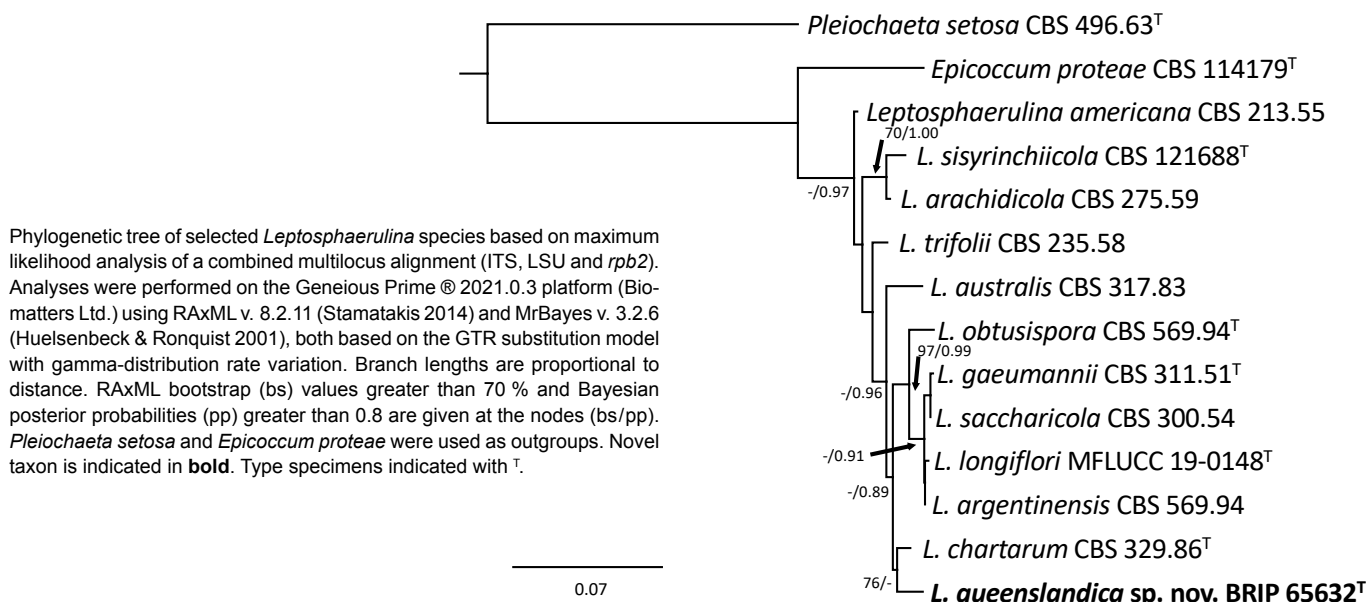 Pleiochaeta setosa CBS 496.63ᵀ
Epicoccum proteae CBS 114179ᵀ
Leptosphaerulina americana CBS 213.55
70/1.00
L. sisyrinchiicola CBS 121688ᵀ
-/0.97
L. arachidicola CBS 275.59
L. trifolii CBS 235.58
L. australis CBS 317.83
L. obtusispora CBS 569.94ᵀ
97/0.99
L. gaeumannii CBS 311.51ᵀ
-/0.96
L. saccharicola CBS 300.54
-/0.91
L. longiflori MFLUCC 19-0148ᵀ
-/0.89
L. argentinensis CBS 569.94
L. chartarum CBS 329.86ᵀ
76/-
L. queenslandica sp. nov. BRIP 65632ᵀ
Phylogenetic tree of selected Leptosphaerulina species based on maximum
likelihood analysis of a combined multilocus alignment (ITS, LSU and rpb2).
Analyses were performed on the Geneious Prime ® 2021.0.3 platform (Bio-
matters Ltd.) using RAxML v. 8.2.11 (Stamatakis 2014) and MrBayes v. 3.2.6
(Huelsenbeck & Ronquist 2001), both based on the GTR substitution model
with gamma-distribution rate variation. Branch lengths are proportional to
distance. RAxML bootstrap (bs) values greater than 70 % and Bayesian
posterior probabilities (pp) greater than 0.8 are given at the nodes (bs/pp).
Pleiochaeta setosa and Epicoccum proteae were used as outgroups. Novel
taxon is indicated in bold. Type specimens indicated with ᵀ.
0.07